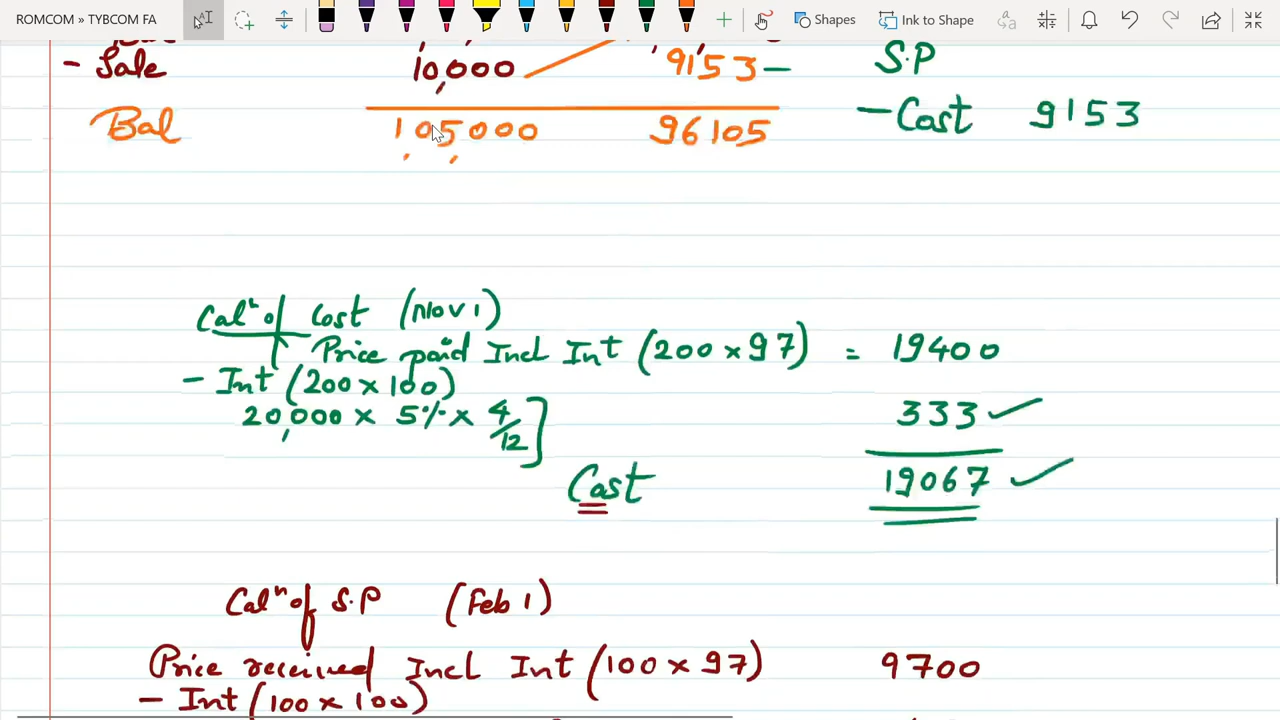 ROMCOM » TYBCOM FA Shapes Ink to Shape
- Sale 10,000 9153 - S.P
Bal 105000 96105 - Cost 9153
Calⁿ of Cost (Nov 1)
Price paid Incl Int (200 × 97) = 19400
- Int (200 × 100)
20,000 × 5% × 4/12 ] 333
Cost 19067
Calⁿ of S.P (Feb 1)
Price received Incl Int (100 × 97) 9700
- Int (100 × 100)